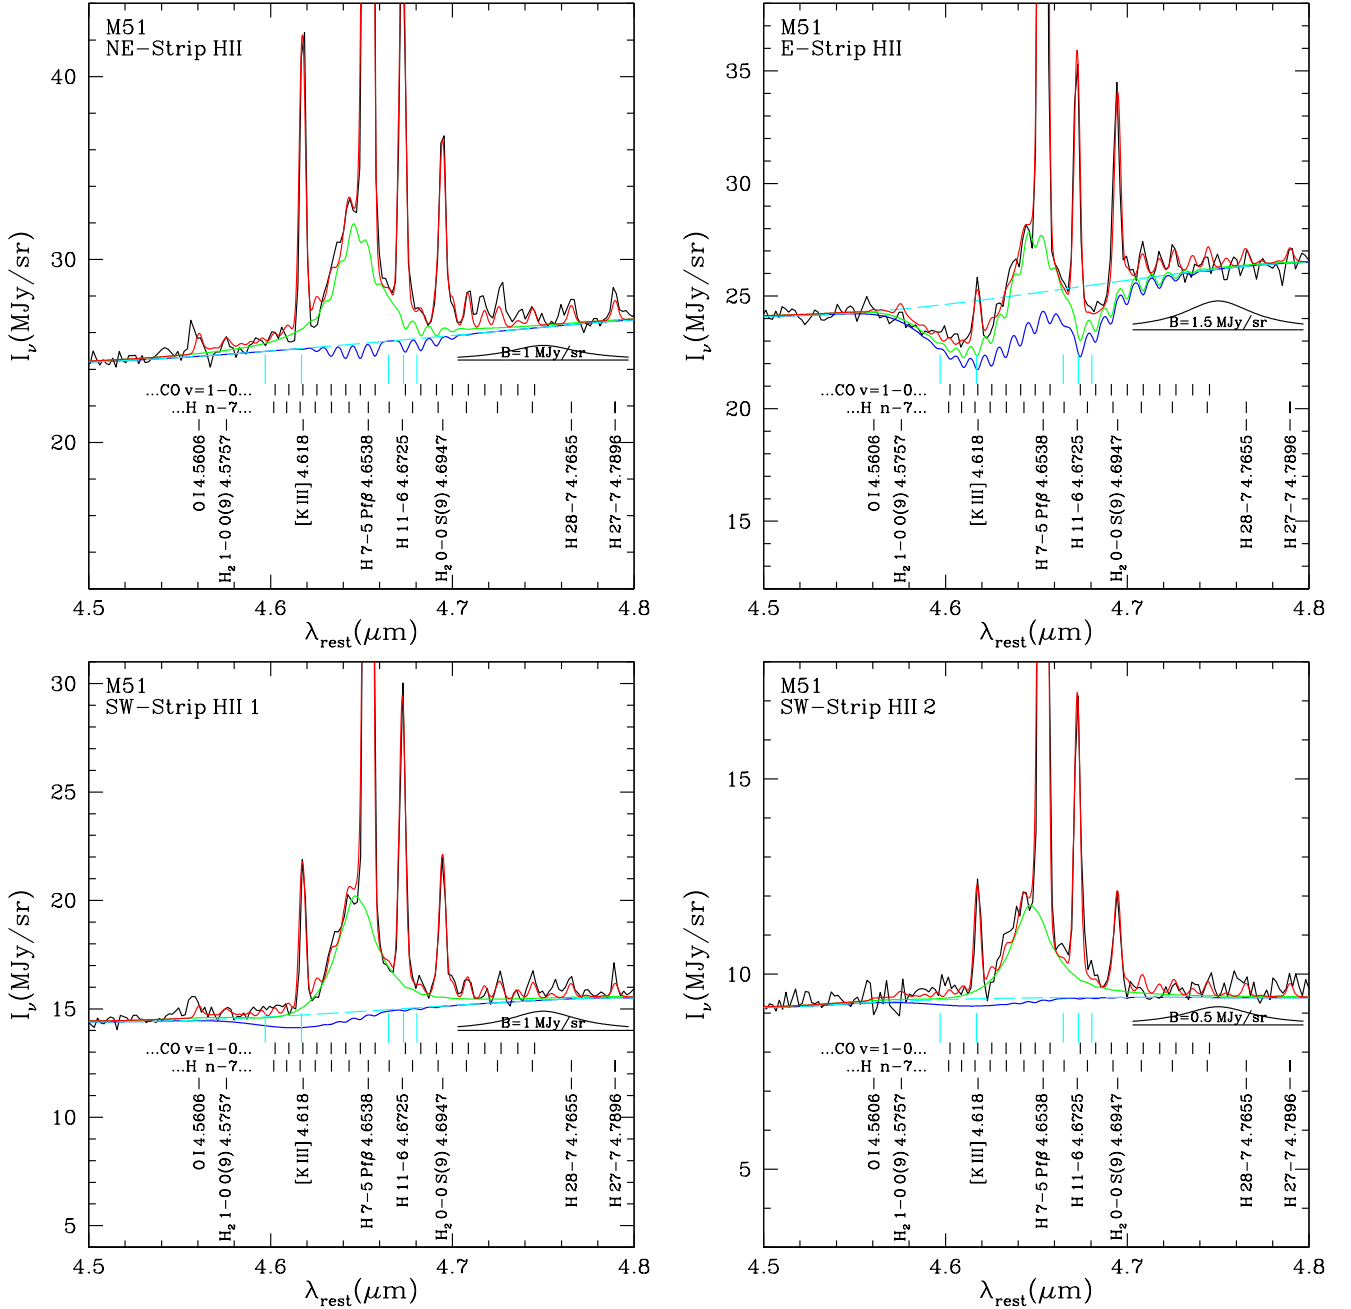 M51
NE−Strip HII
40
30
20
I𝜈(MJy/sr)
B=1 MJy/sr
...CO v=1−0...
...H n−7...
O I 4.5606
H₂ 1−0 O(9) 4.5757
[K III] 4.618
H 7−5 Pfβ 4.6538
H 11−6 4.6725
H₂ 0−0 S(9) 4.6947
H 28−7 4.7655
H 27−7 4.7896
4.5 4.6 4.7 4.8
λrest(μm)
M51
E−Strip HII
35
30
25
20
15
I𝜈(MJy/sr)
B=1.5 MJy/sr
...CO v=1−0...
...H n−7...
O I 4.5606
H₂ 1−0 O(9) 4.5757
[K III] 4.618
H 7−5 Pfβ 4.6538
H 11−6 4.6725
H₂ 0−0 S(9) 4.6947
H 28−7 4.7655
H 27−7 4.7896
4.5 4.6 4.7 4.8
λrest(μm)
M51
SW−Strip HII 1
30
25
20
15
10
5
I𝜈(MJy/sr)
B=1 MJy/sr
...CO v=1−0...
...H n−7...
O I 4.5606
H₂ 1−0 O(9) 4.5757
[K III] 4.618
H 7−5 Pfβ 4.6538
H 11−6 4.6725
H₂ 0−0 S(9) 4.6947
H 28−7 4.7655
H 27−7 4.7896
4.5 4.6 4.7 4.8
λrest(μm)
M51
SW−Strip HII 2
15
10
5
I𝜈(MJy/sr)
B=0.5 MJy/sr
...CO v=1−0...
...H n−7...
O I 4.5606
H₂ 1−0 O(9) 4.5757
[K III] 4.618
H 7−5 Pfβ 4.6538
H 11−6 4.6725
H₂ 0−0 S(9) 4.6947
H 28−7 4.7655
H 27−7 4.7896
4.5 4.6 4.7 4.8
λrest(μm)